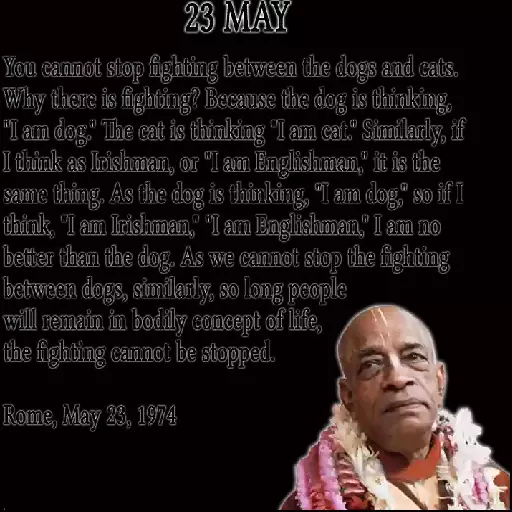 23 MAY
You cannot stop fighting between the dogs and cats.
Why there is fighting? Because the dog is thinking,
"I am dog." The cat is thinking "I am cat." Similarly, if
I think as Irishman, or "I am Englishman," it is the
same thing. As the dog is thinking, "I am dog," so if I
think, "I am Irishman," "I am Englishman," I am no
better than the dog. As we cannot stop the fighting
between dogs, similarly, so long people
will remain in bodily concept of life,
the fighting cannot be stopped.
Rome, May 23, 1974